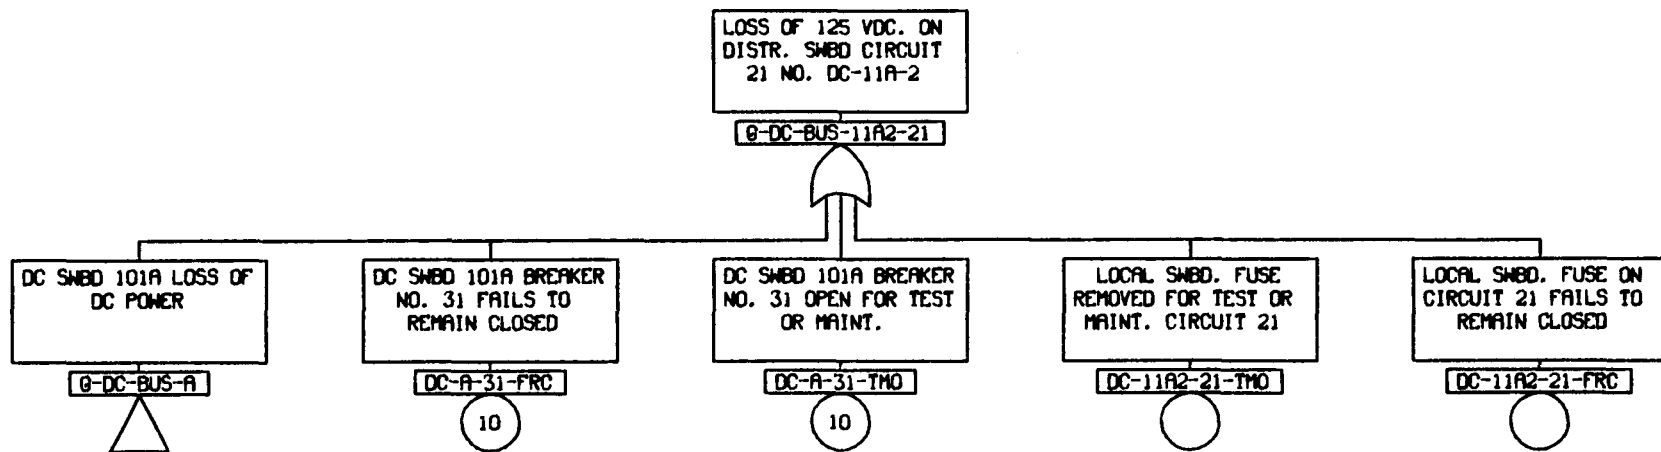 LOSS OF 125 VDC. ON
DISTR. SWBD CIRCUIT
21 NO. DC-11A-2
G-DC-BUS-11A2-21
DC SWBD 101A LOSS OF
DC POWER
G-DC-BUS-A
DC SWBD 101A BREAKER
NO. 31 FAILS TO
REMAIN CLOSED
DC-A-31-FRC
10
DC SWBD 101A BREAKER
NO. 31 OPEN FOR TEST
OR MAINT.
DC-A-31-TMO
10
LOCAL SWBD. FUSE
REMOVED FOR TEST OR
MAINT. CIRCUIT 21
DC-11A2-21-TMO
LOCAL SWBD. FUSE ON
CIRCUIT 21 FAILS TO
REMAIN CLOSED
DC-11A2-21-FRC